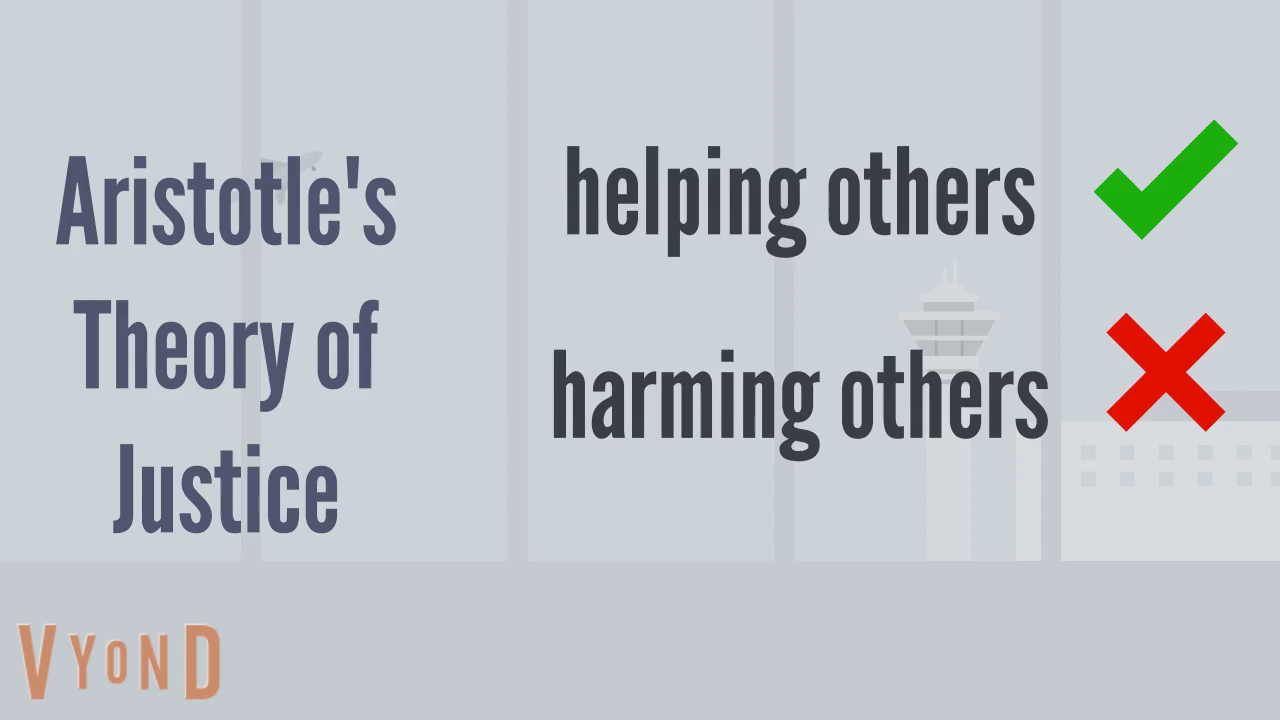 Aristotle's
Theory of
Justice
helping others
harming others
VYOND